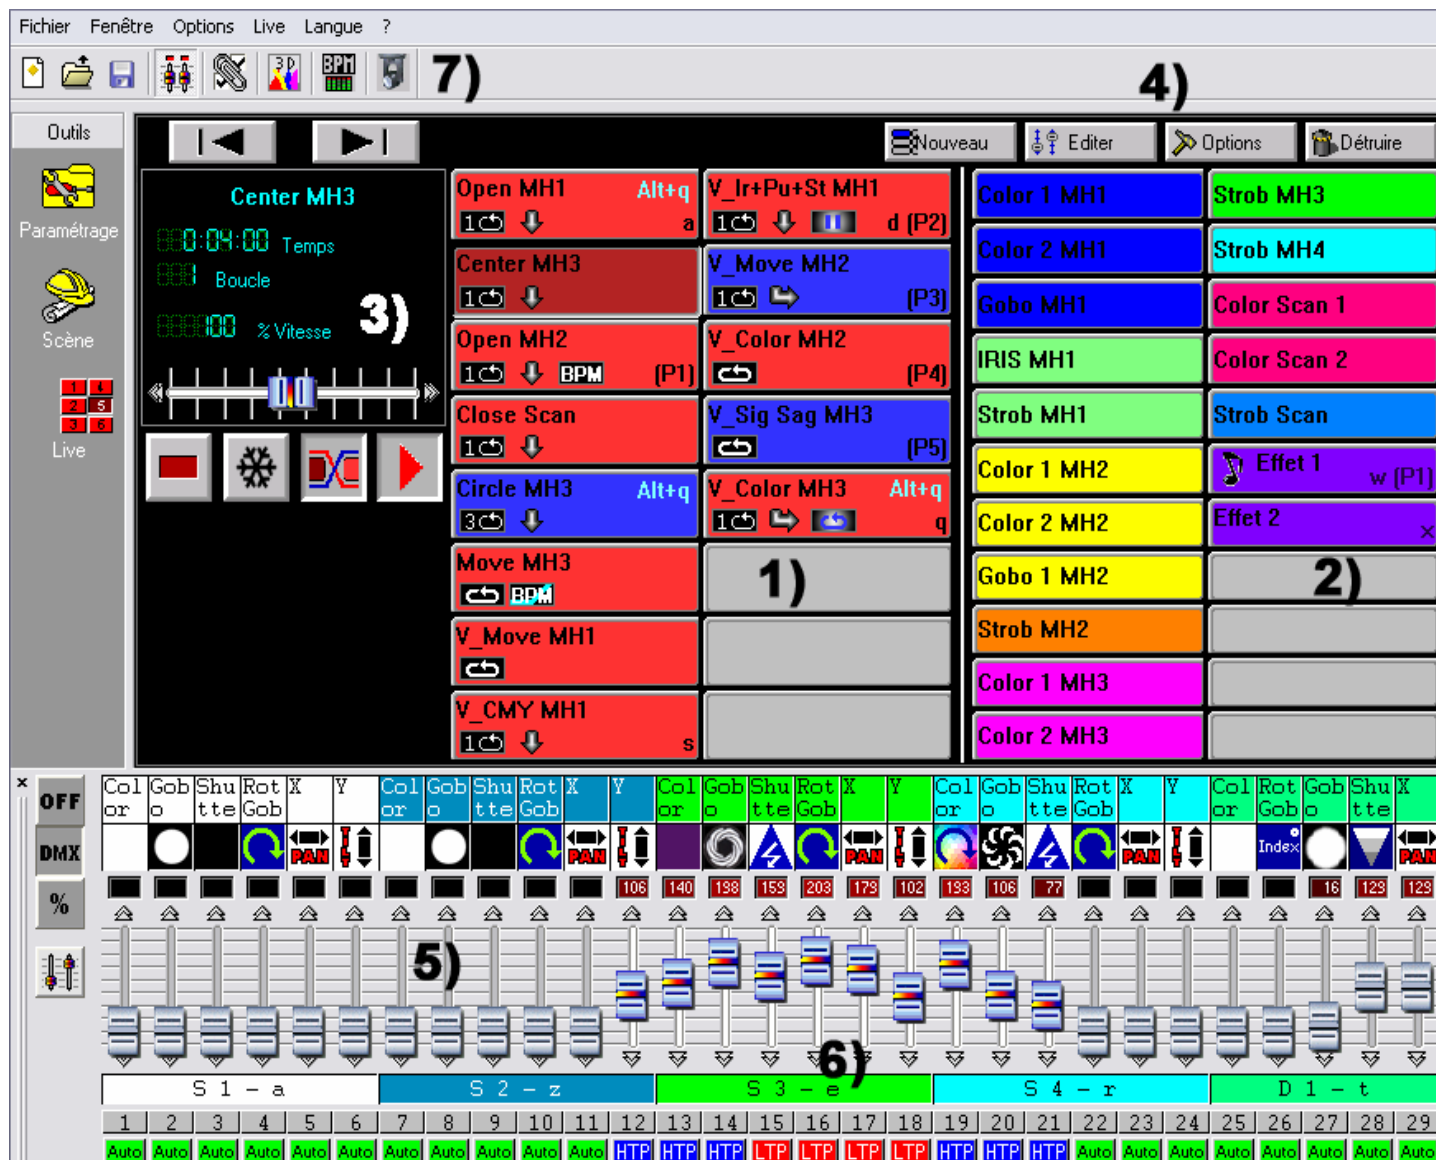 Fichier Fenêtre Options Live Langue ?
3D BPM 7) 4)
Outils
Nouveau Editer Options Détruire
Paramétrage
Scène
1 4
2 5
3 6
Live
Center MH3
0:04:00 Temps
1 Boucle
100 % Vitesse
3)
Open MH1 Alt+q
1 a
Center MH3
1
Open MH2
1 BPM (P1)
Close Scan
1
Circle MH3 Alt+q
3
Move MH3
BPM
V_Move MH1
V_CMY MH1
1 s
V_Ir+Pu+St MH1
1 d (P2)
V_Move MH2
1 (P3)
V_Color MH2
(P4)
V_Sig Sag MH3
(P5)
V_Color MH3 Alt+q
1 q
1)
Color 1 MH1
Color 2 MH1
Gobo MH1
IRIS MH1
Strob MH1
Color 1 MH2
Color 2 MH2
Gobo 1 MH2
Strob MH2
Color 1 MH3
Color 2 MH3
Strob MH3
Strob MH4
Color Scan 1
Color Scan 2
Strob Scan
Effet 1
w (P1)
Effet 2
x
2)
×
OFF
DMX
%
Col Gob Shu Rot X Y Col Gob Shu Rot X Y Col Gob Shu Rot X Y Col Gob Shu Rot X Y Col Rot Gob Shu X
or o tte Gob or o tte Gob or o tte Gob or o tte Gob or Gob o tte
PAN PAN PAN PAN Index PAN
106 140 198 153 203 179 102 193 106 77 16 129 129
5)
6)
S 1 - a S 2 - z S 3 - e S 4 - r D 1 - t
1 2 3 4 5 6 7 8 9 10 11 12 13 14 15 16 17 18 19 20 21 22 23 24 25 26 27 28 29
Auto Auto Auto Auto Auto Auto Auto Auto Auto Auto Auto HTP HTP HTP LTP LTP LTP LTP HTP HTP HTP Auto Auto Auto Auto Auto Auto Auto Auto